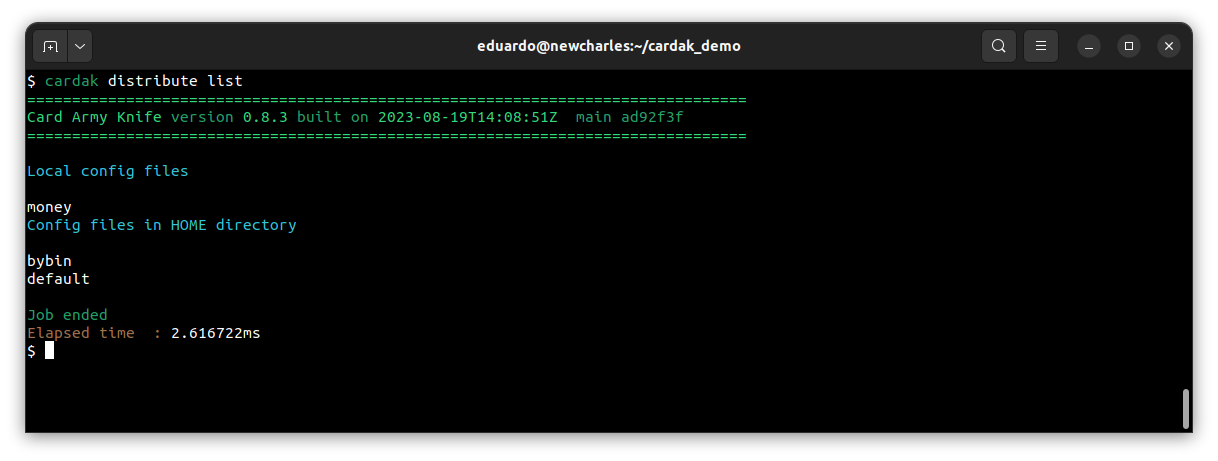 eduardo@newcharles:~/cardak_demo
$ cardak distribute list
================================================================================
Card Army Knife version 0.8.3 built on 2023-08-19T14:08:51Z  main ad92f3f
================================================================================
Local config files
money
Config files in HOME directory
bybin
default
Job ended
Elapsed time  : 2.616722ms
$